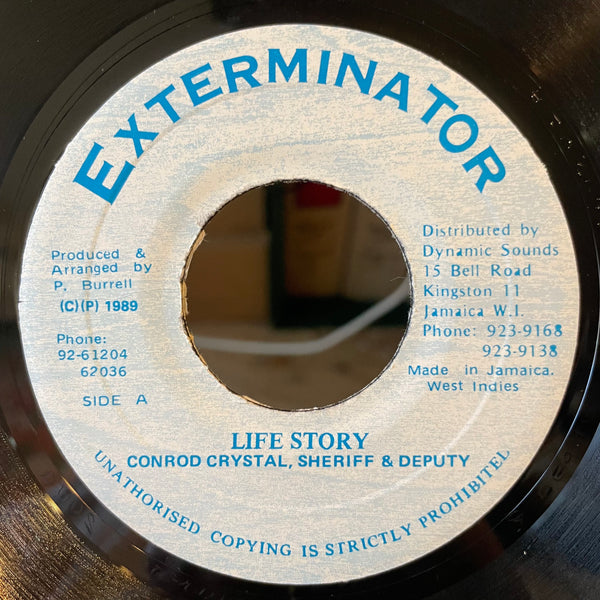 EXTERMINATOR
Produced &
Arranged by
P. Burrell
(C)(P) 1989
Phone:
92-61204
62036
SIDE A
Distributed by
Dynamic Sounds
15 Bell Road
Kingston 11
Jamaica W.I.
Phone: 923-9168
923-9138
Made in Jamaica.
West Indies
LIFE STORY
CONROD CRYSTAL, SHERIFF & DEPUTY
UNATHORISED COPYING IS STRICTLY PROHIBITEL